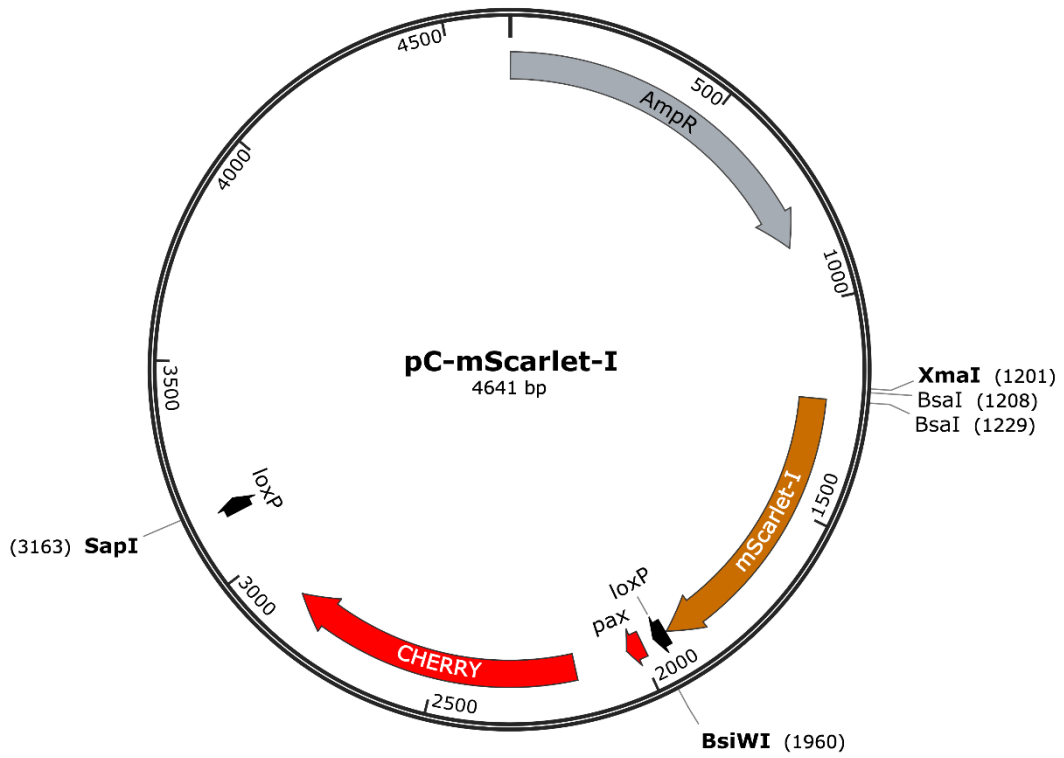 4500
500
AmpR
4000
1000
pC-mScarlet-I
4641 bp
XmaI (1201)
BsaI (1208)
BsaI (1229)
3500
mScarlet-I
1500
loxP
(3163) SapI
loxP
pax
3000
CHERRY
2000
2500
BsiWI (1960)